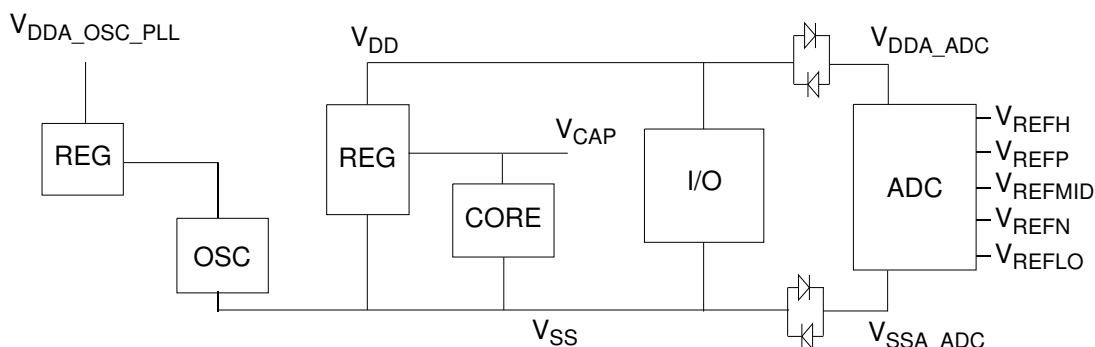 VDDA_OSC_PLL
VDD
VDDA_ADC
REG
REG
VCAP
CORE
I/O
ADC
VREFH
VREFP
VREFMID
VREFN
VREFLO
OSC
VSS
VSSA_ADC